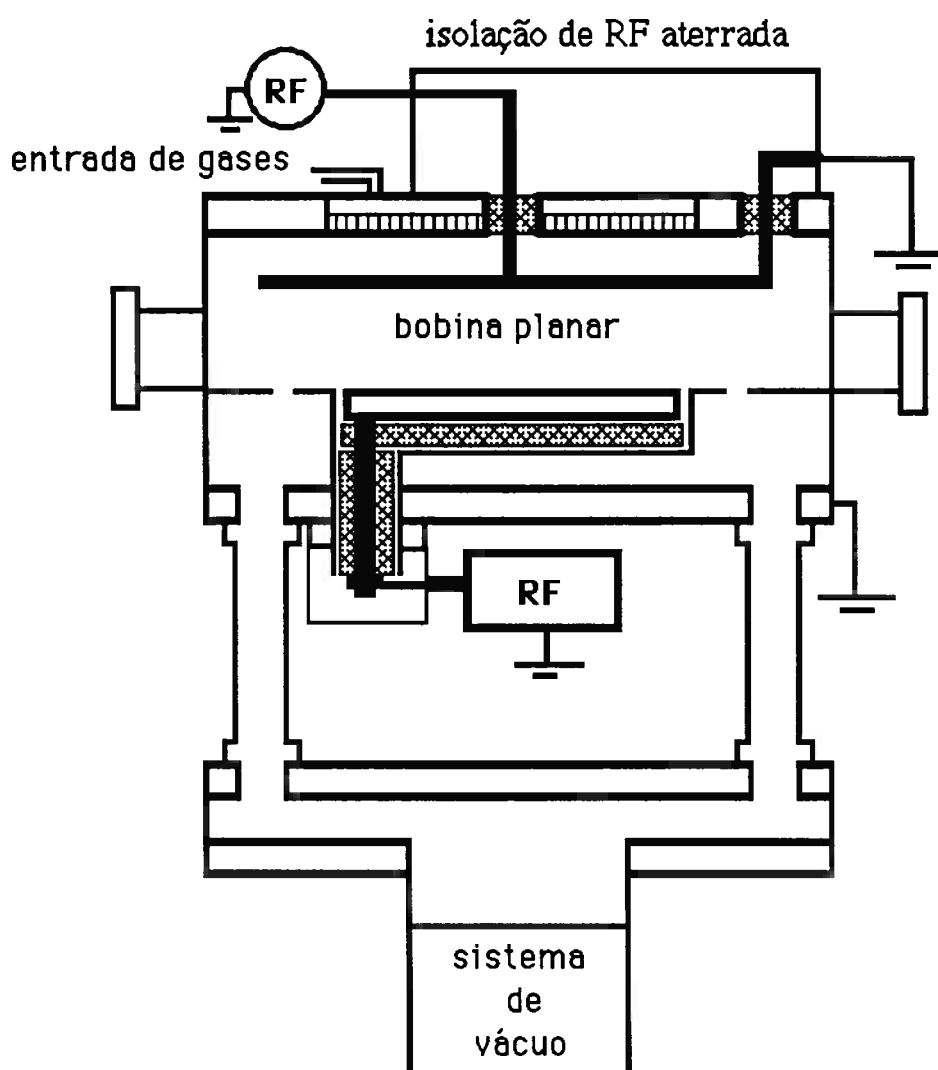 isolação de RF aterrada
RF
entrada de gases
bobina planar
RF
sistema
de
vácuo